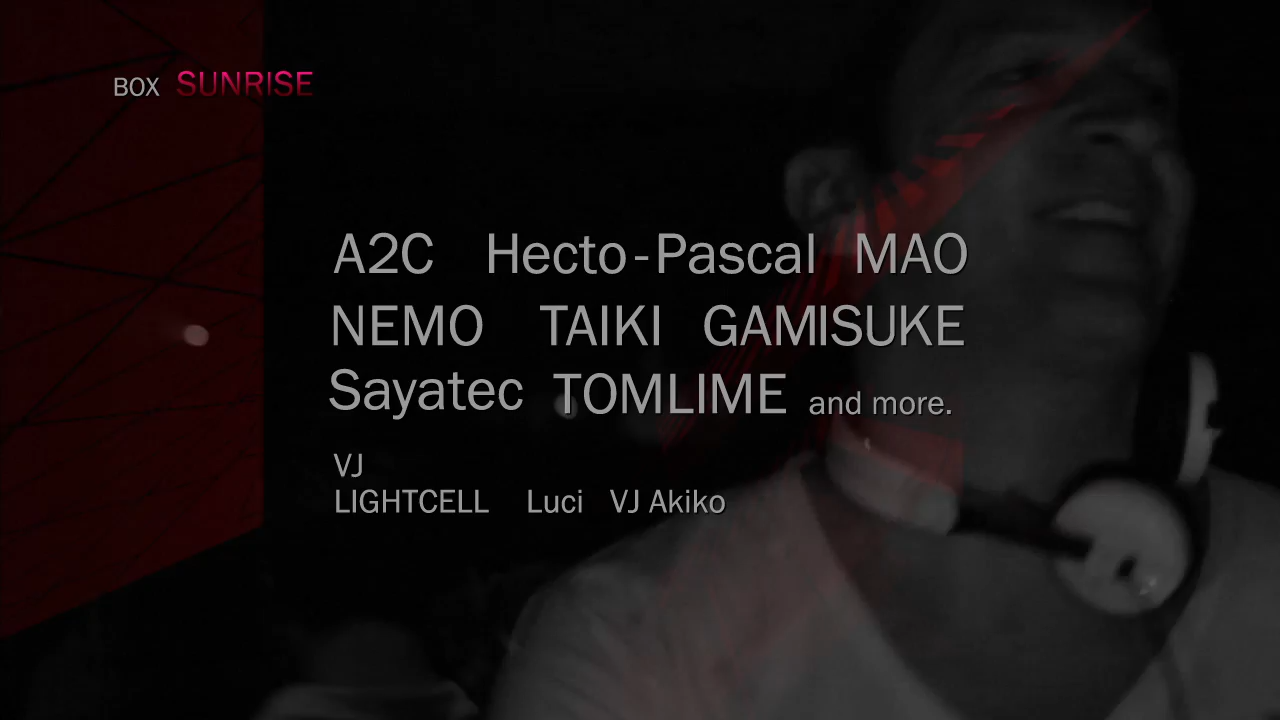 BOX SUNRISE
A2C Hecto-Pascal MAO
NEMO TAIKI GAMISUKE
Sayatec TOMLIME and more.
VJ
LIGHTCELL Luci VJ Akiko